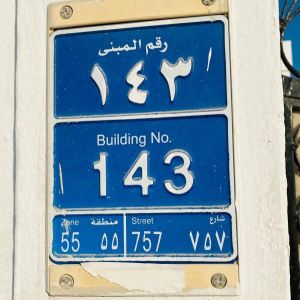 رقم المبنى
١٤٣
Building No.
143
Zone منطقة Street شارع
55 ٥٥ 757 ٧٥٧